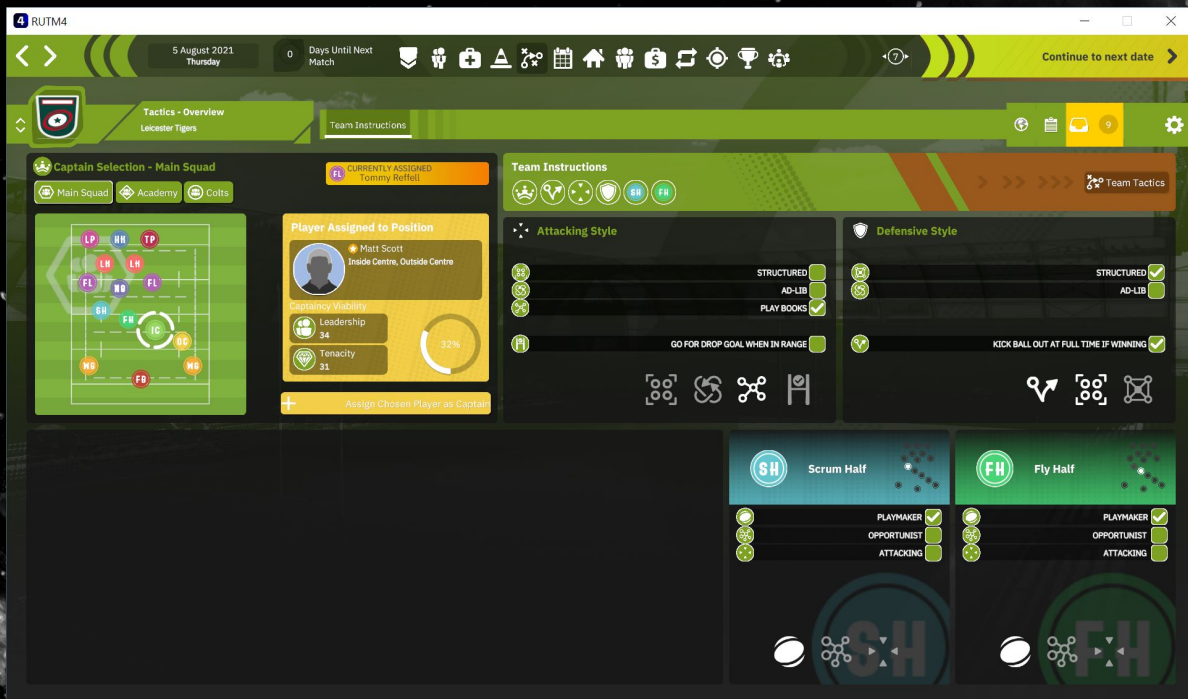 4 RUTM4
5 August 2021
Thursday
0 Days Until Next
Match
7
Continue to next date
Tactics - Overview
Leicester Tigers
Team Instructions
9
Captain Selection - Main Squad
Main Squad
Academy
Colts
FL CURRENTLY ASSIGNED
Tommy Reffell
LP HK TP
LK LK
FL N8 FL
SH
FH
IC
OC
WG WG
FB
Player Assigned to Position
Matt Scott
Inside Centre, Outside Centre
Captaincy Viability
Leadership
34
Tenacity
31
32%
Assign Chosen Player as Captain
Team Instructions
SH FH
Team Tactics
Attacking Style
STRUCTURED
AD-LIB
PLAY BOOKS
GO FOR DROP GOAL WHEN IN RANGE
Defensive Style
STRUCTURED
AD-LIB
KICK BALL OUT AT FULL TIME IF WINNING
SH Scrum Half
PLAYMAKER
OPPORTUNIST
ATTACKING
SH
FH Fly Half
PLAYMAKER
OPPORTUNIST
ATTACKING
FH